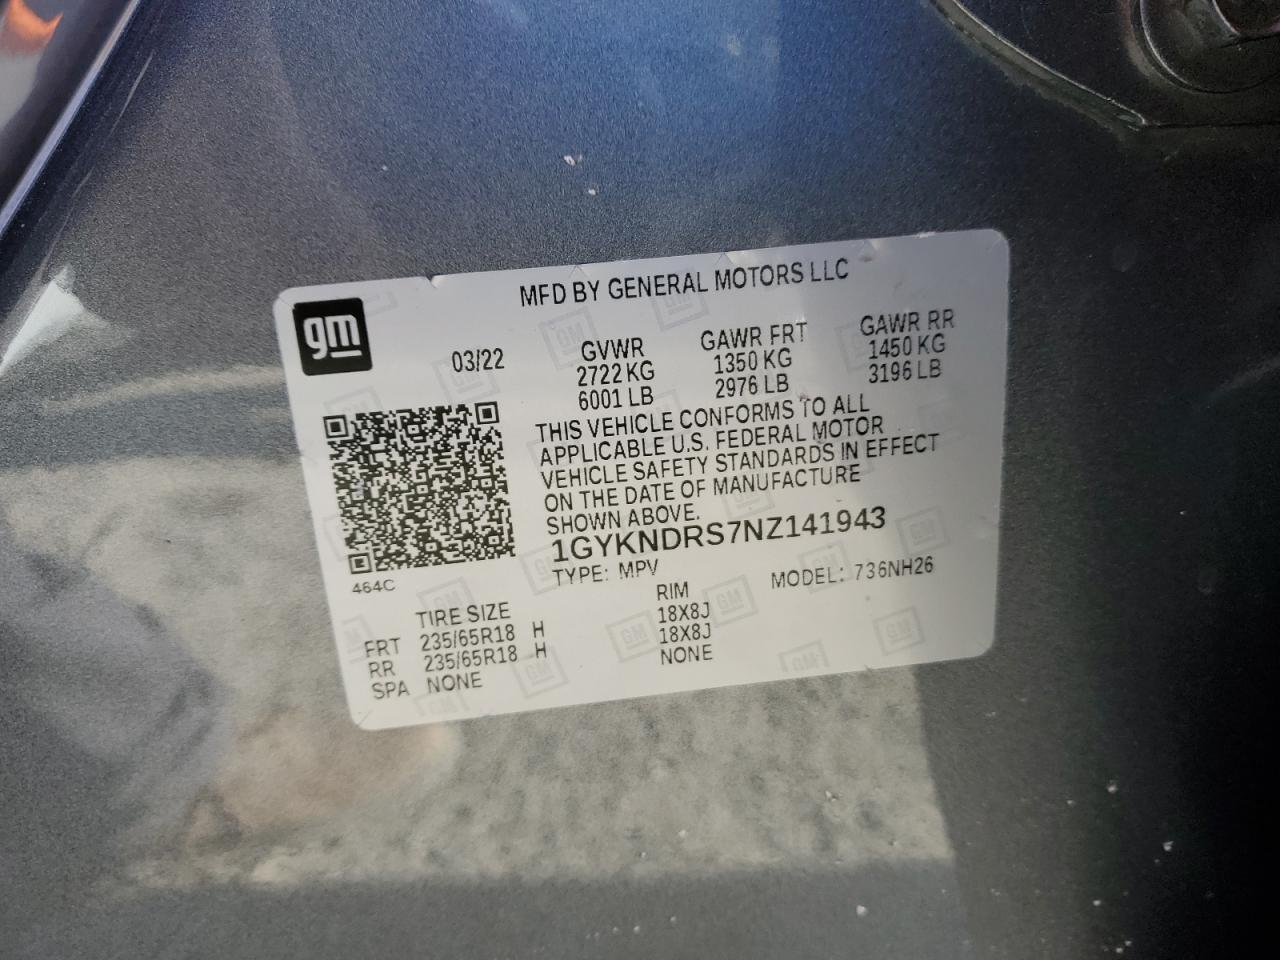 MFD BY GENERAL MOTORS LLC
gm
03/22 GVWR GAWR FRT GAWR RR
2722 KG 1350 KG 1450 KG
6001 LB 2976 LB 3196 LB
THIS VEHICLE CONFORMS TO ALL
APPLICABLE U.S. FEDERAL MOTOR
VEHICLE SAFETY STANDARDS IN EFFECT
ON THE DATE OF MANUFACTURE
SHOWN ABOVE.
1GYKNDRS7NZ141943
TYPE: MPV MODEL: 736NH26
464C
TIRE SIZE RIM
FRT 235/65R18 H 18X8J
RR 235/65R18 H 18X8J
SPA NONE NONE